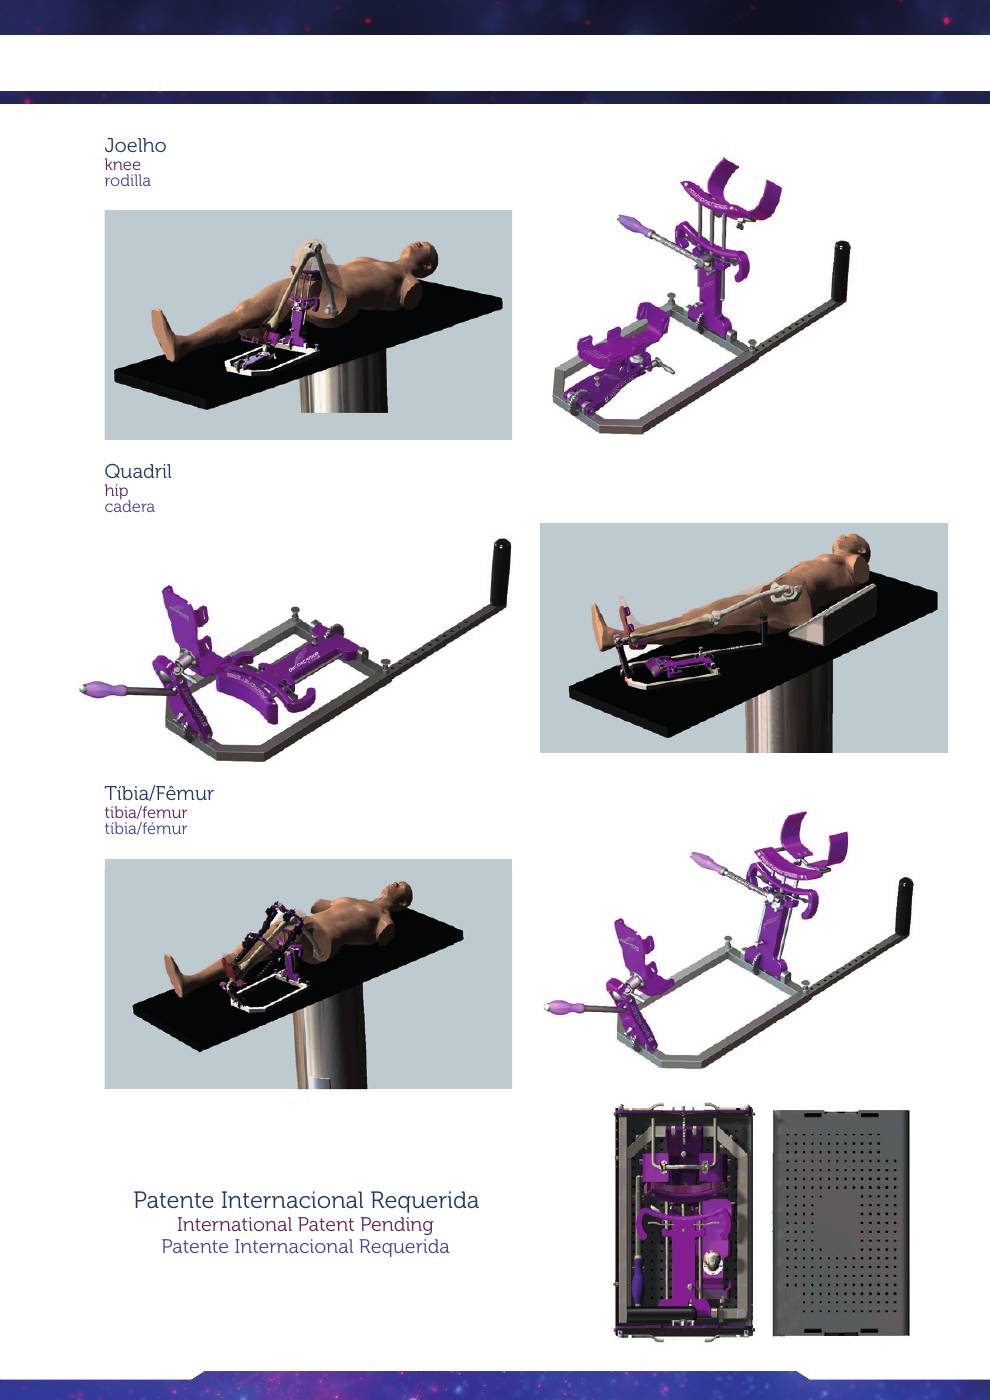 Joelho
knee
rodilla
Quadril
hip
cadera
Tíbia/Fêmur
tibia/femur
tíbia/fémur
Patente Internacional Requerida
International Patent Pending
Patente Internacional Requerida